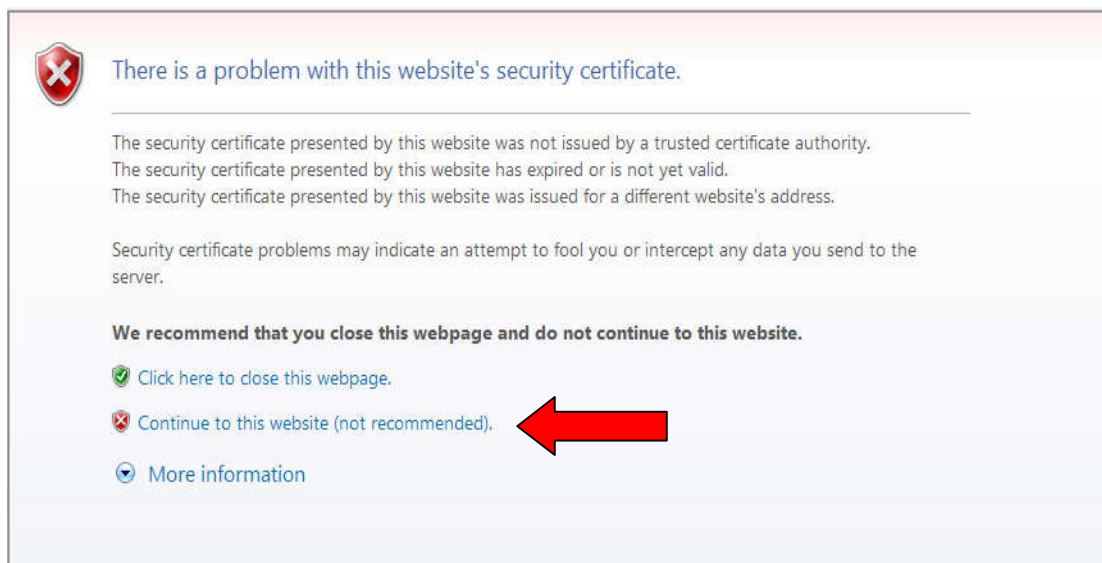 There is a problem with this website's security certificate.
The security certificate presented by this website was not issued by a trusted certificate authority.
The security certificate presented by this website has expired or is not yet valid.
The security certificate presented by this website was issued for a different website's address.
Security certificate problems may indicate an attempt to fool you or intercept any data you send to the
server.
We recommend that you close this webpage and do not continue to this website.
Click here to close this webpage.
Continue to this website (not recommended).
More information